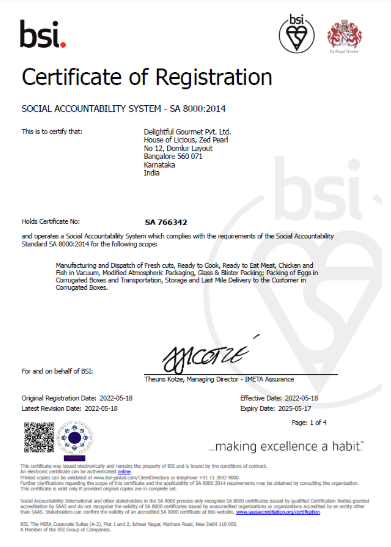 bsi.
bsi
By Royal Charter
Certificate of Registration
SOCIAL ACCOUNTABILITY SYSTEM - SA 8000:2014
This is to certify that:
Delightful Gourmet Pvt. Ltd.
House of Licious, Zed Pearl
No 12, Domlur Layout
Bangalore 560 071
Karnataka
India
bsi
Holds Certificate No:
SA 766342
and operates a Social Accountability System which complies with the requirements of the Social Accountability
Standard SA 8000:2014 for the following scope:
Manufacturing and Dispatch of Fresh cuts, Ready to Cook, Ready to Eat Meat, Chicken and
Fish in Vacuum, Modified Atmospheric Packaging, Glass & Blister Packing; Packing of Eggs in
Corrugated Boxes and Transportation, Storage and Last Mile Delivery to the Customer in
Corrugated Boxes.
For and on behalf of BSI:
Theuns Kotze, Managing Director - IMETA Assurance
Original Registration Date: 2022-05-18
Effective Date: 2022-05-18
Latest Revision Date: 2022-05-18
Expiry Date: 2025-05-17
Page: 1 of 4
...making excellence a habit.™
This certificate was issued electronically and remains the property of BSI and is bound by the conditions of contract.
An electronic certificate can be authenticated online.
Printed copies can be validated at www.bsi-global.com/ClientDirectory or telephone +91 11 2692 9000.
Further clarifications regarding the scope of this certificate and the applicability of SA 8000:2014 requirements may be obtained by consulting the organization.
This certificate is valid only if provided original copies are in complete set.
Social Accountability International and other stakeholders in the SA 8000 process only recognize SA 8000 certificates issued by qualified Certification Bodies granted
accreditation by SAAS and do not recognize the validity of SA 8000 certificates issued by unaccredited organizations or organizations accredited by an entity other
than SAAS. Stakeholders can confirm the validity of an accredited SA 8000 certificate at this website, www.saasaccreditation.org/certification.
BSI, The MIRA Corporate Suites (A-2), Plot 1 and 2, Ishwar Nagar, Mathura Road, New Delhi 110 065.
A Member of the BSI Group of Companies.